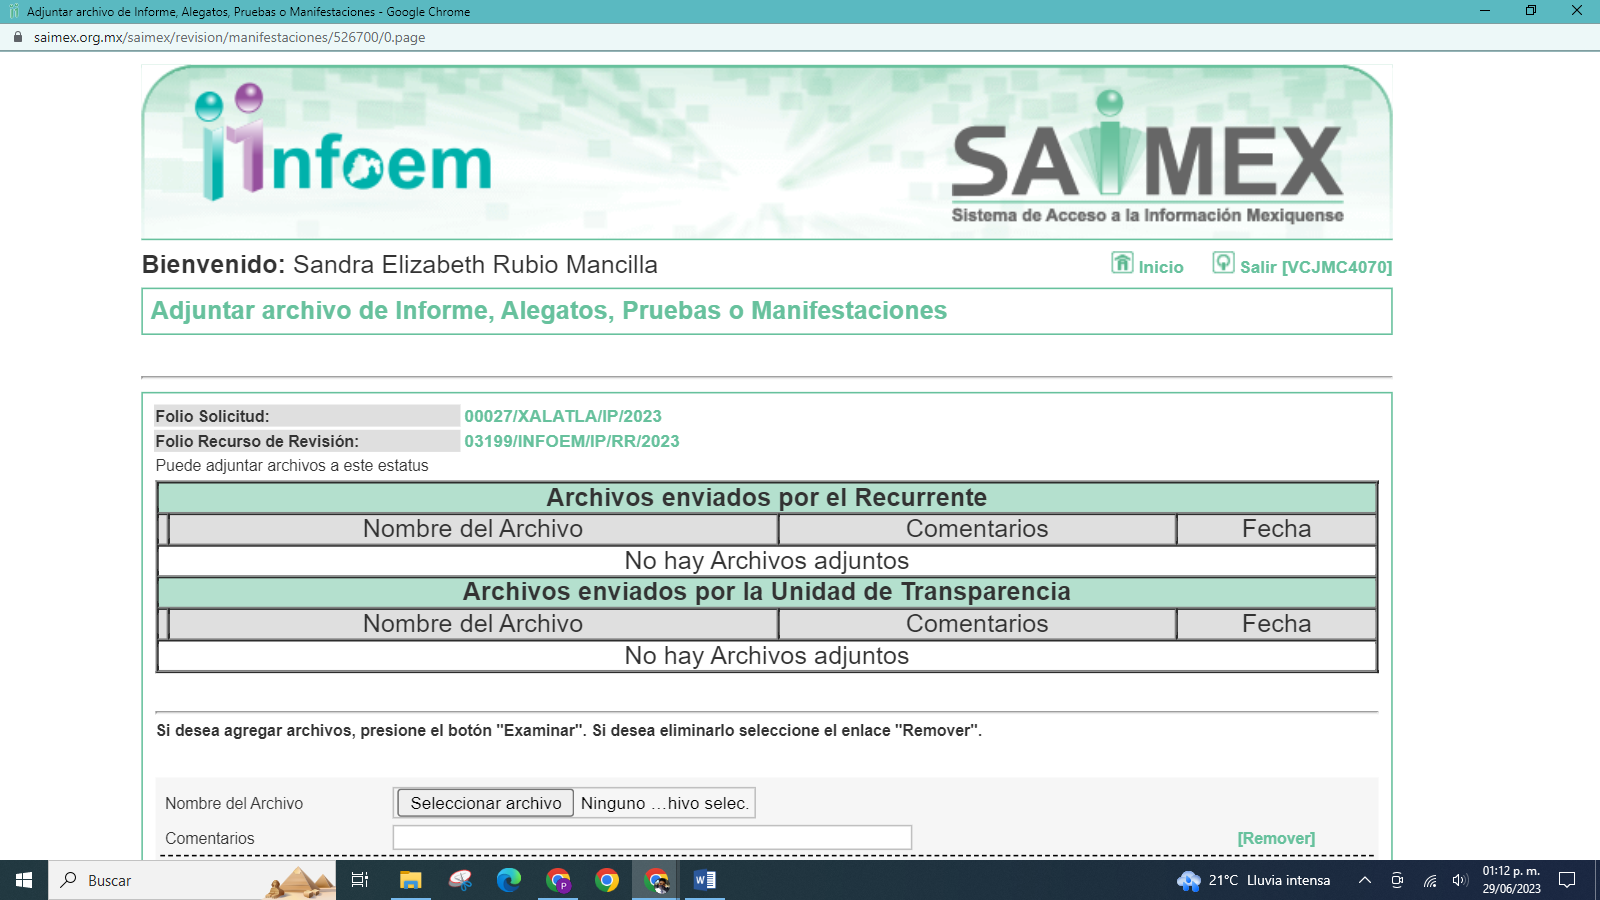 Adjuntar archivo de Informe, Alegatos, Pruebas o Manifestaciones - Google Chrome
saimex.org.mx/saimex/revision/manifestaciones/526700/0.page
infoem
SAIMEX
Sistema de Acceso a la Información Mexiquense
Bienvenido: Sandra Elizabeth Rubio Mancilla
Inicio
Salir [VCJMC4070]
Adjuntar archivo de Informe, Alegatos, Pruebas o Manifestaciones
Folio Solicitud: 00027/XALATLA/IP/2023
Folio Recurso de Revisión: 03199/INFOEM/IP/RR/2023
Puede adjuntar archivos a este estatus
Archivos enviados por el Recurrente
Nombre del Archivo Comentarios Fecha
No hay Archivos adjuntos
Archivos enviados por la Unidad de Transparencia
Nombre del Archivo Comentarios Fecha
No hay Archivos adjuntos
Si desea agregar archivos, presione el botón "Examinar". Si desea eliminarlo seleccione el enlace "Remover".
Nombre del Archivo Seleccionar archivo Ninguno ...hivo selec.
Comentarios [Remover]
Buscar
21°C Lluvia intensa
01:12 p. m.
29/06/2023